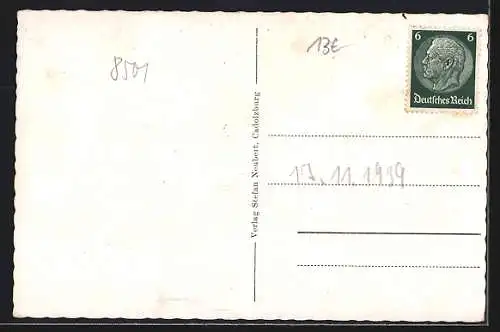 8501
13€
6 6
Deutsches Reich
Verlag Stefan Neubert, Cadolzburg
17.11.1939